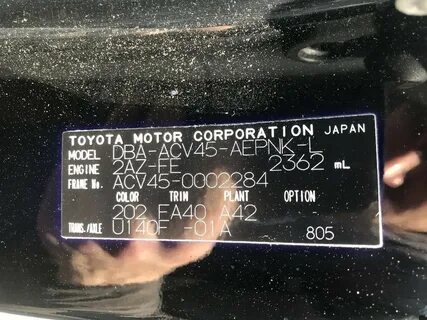 TOYOTA MOTOR CORPORATION JAPAN
MODEL DBA-ACV45-AEPNK-L
ENGINE 2AZ-FE 2362 mL
FRAME No. ACV45-0002284
COLOR TRIM PLANT OPTION
202 FA40 A42
TRANS./AXLE U140F -01A 805